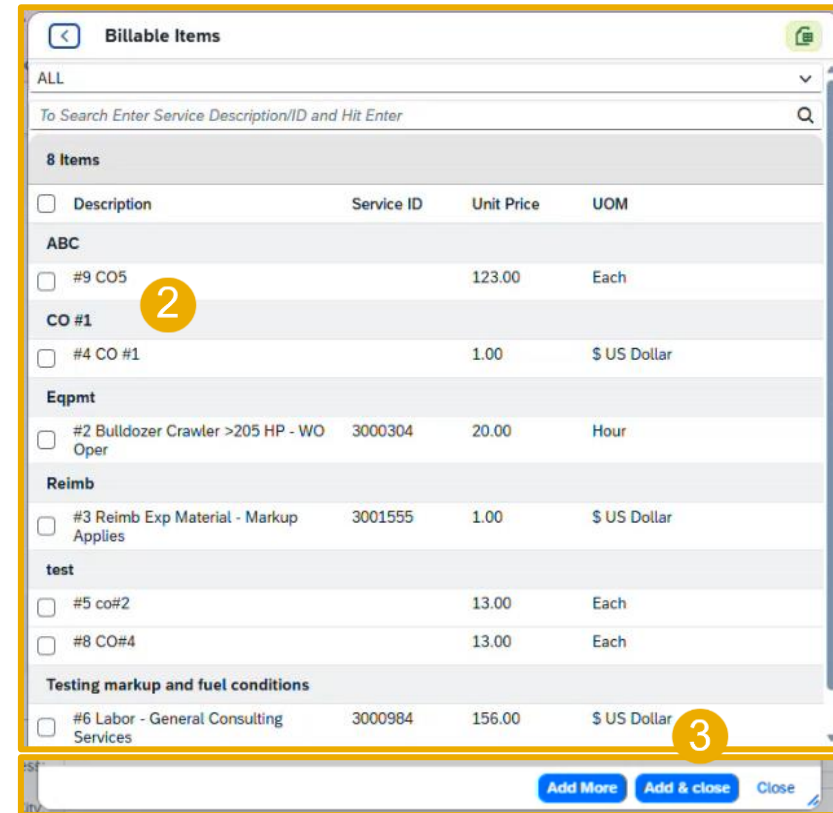 Billable Items
ALL
To Search Enter Service Description/ID and Hit Enter
8 Items
Description Service ID Unit Price UOM
ABC
#9 CO5 123.00 Each
2
CO #1
#4 CO #1 1.00 $ US Dollar
Eqpmt
#2 Bulldozer Crawler >205 HP - WO 3000304 20.00 Hour
Oper
Reimb
#3 Reimb Exp Material - Markup 3001555 1.00 $ US Dollar
Applies
test
#5 co#2 13.00 Each
#8 CO#4 13.00 Each
Testing markup and fuel conditions
#6 Labor - General Consulting 3000984 156.00 $ US Dollar
Services
3
Add More Add & close Close